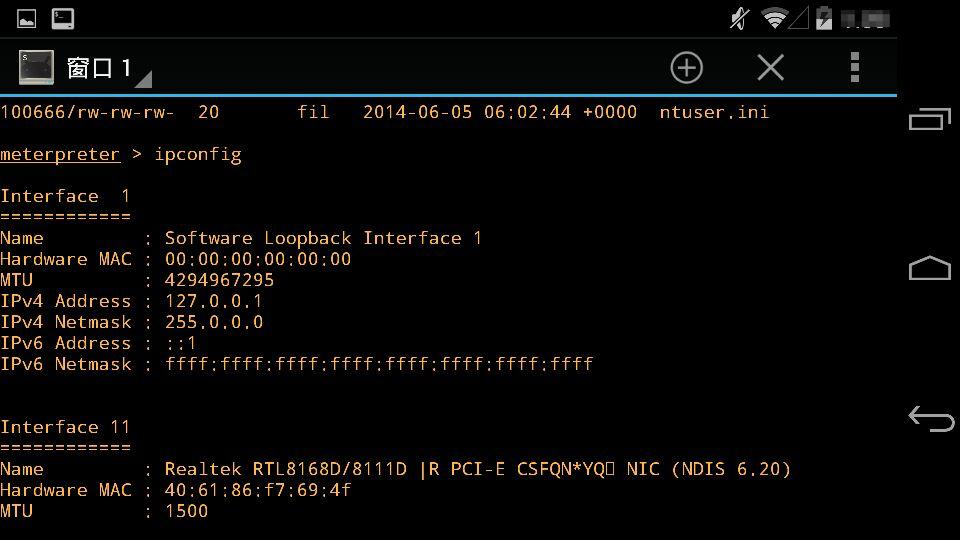 窗口 1
100666/rw-rw-rw-  20       fil   2014-06-05 06:02:44 +0000  ntuser.ini
meterpreter > ipconfig
Interface  1
============
Name         : Software Loopback Interface 1
Hardware MAC : 00:00:00:00:00:00
MTU          : 4294967295
IPv4 Address : 127.0.0.1
IPv4 Netmask : 255.0.0.0
IPv6 Address : ::1
IPv6 Netmask : ffff:ffff:ffff:ffff:ffff:ffff:ffff:ffff
Interface 11
============
Name         : Realtek RTL8168D/8111D |R PCI-E CSFQN*YQ NIC (NDIS 6.20)
Hardware MAC : 40:61:86:f7:69:4f
MTU          : 1500